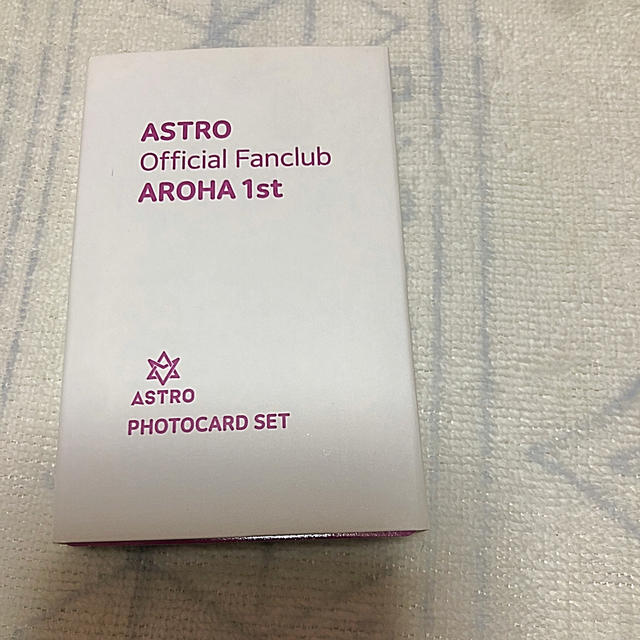 ASTRO
Official Fanclub
AROHA 1st
ASTRO
PHOTOCARD SET